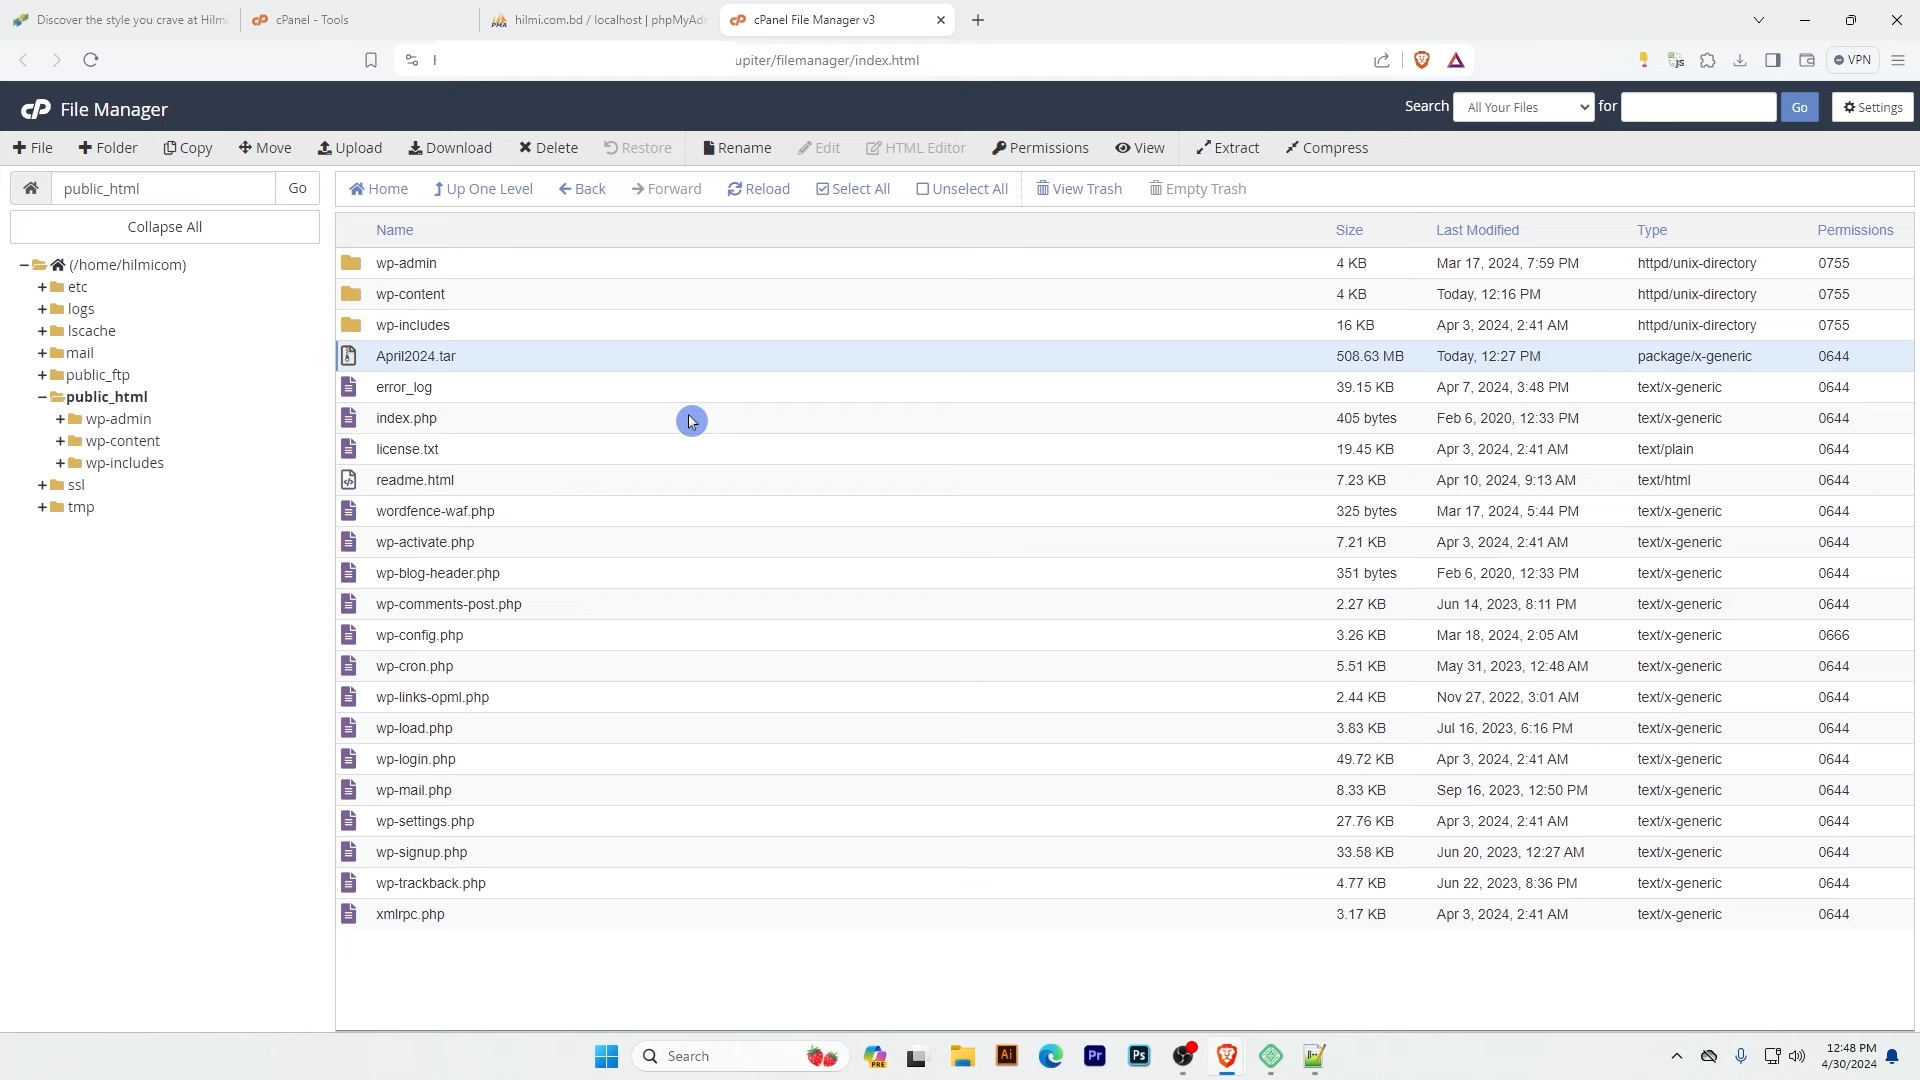 Discover the style you crave at Hilmi
cPanel - Tools
hilmi.com.bd / localhost | phpMyAdm
cPanel File Manager v3
upiter/filemanager/index.html
VPN
cP File Manager
Search All Your Files for Go Settings
File Folder Copy Move Upload Download Delete Restore Rename Edit HTML Editor Permissions View Extract Compress
public_html Go
Home Up One Level Back Forward Reload Select All Unselect All View Trash Empty Trash
Collapse All
(/home/hilmicom)
etc
logs
lscache
mail
public_ftp
public_html
wp-admin
wp-content
wp-includes
ssl
tmp
Name Size Last Modified Type Permissions
wp-admin 4 KB Mar 17, 2024, 7:59 PM httpd/unix-directory 0755
wp-content 4 KB Today, 12:16 PM httpd/unix-directory 0755
wp-includes 16 KB Apr 3, 2024, 2:41 AM httpd/unix-directory 0755
April2024.tar 508.63 MB Today, 12:27 PM package/x-generic 0644
error_log 39.15 KB Apr 7, 2024, 3:48 PM text/x-generic 0644
index.php 405 bytes Feb 6, 2020, 12:33 PM text/x-generic 0644
license.txt 19.45 KB Apr 3, 2024, 2:41 AM text/plain 0644
readme.html 7.23 KB Apr 10, 2024, 9:13 AM text/html 0644
wordfence-waf.php 325 bytes Mar 17, 2024, 5:44 PM text/x-generic 0644
wp-activate.php 7.21 KB Apr 3, 2024, 2:41 AM text/x-generic 0644
wp-blog-header.php 351 bytes Feb 6, 2020, 12:33 PM text/x-generic 0644
wp-comments-post.php 2.27 KB Jun 14, 2023, 8:11 PM text/x-generic 0644
wp-config.php 3.26 KB Mar 18, 2024, 2:05 AM text/x-generic 0666
wp-cron.php 5.51 KB May 31, 2023, 12:48 AM text/x-generic 0644
wp-links-opml.php 2.44 KB Nov 27, 2022, 3:01 AM text/x-generic 0644
wp-load.php 3.83 KB Jul 16, 2023, 6:16 PM text/x-generic 0644
wp-login.php 49.72 KB Apr 3, 2024, 2:41 AM text/x-generic 0644
wp-mail.php 8.33 KB Sep 16, 2023, 12:50 PM text/x-generic 0644
wp-settings.php 27.76 KB Apr 3, 2024, 2:41 AM text/x-generic 0644
wp-signup.php 33.58 KB Jun 20, 2023, 12:27 AM text/x-generic 0644
wp-trackback.php 4.77 KB Jun 22, 2023, 8:36 PM text/x-generic 0644
xmlrpc.php 3.17 KB Apr 3, 2024, 2:41 AM text/x-generic 0644
Search
PRE
Ai
Pr
Ps
12:48 PM
4/30/2024